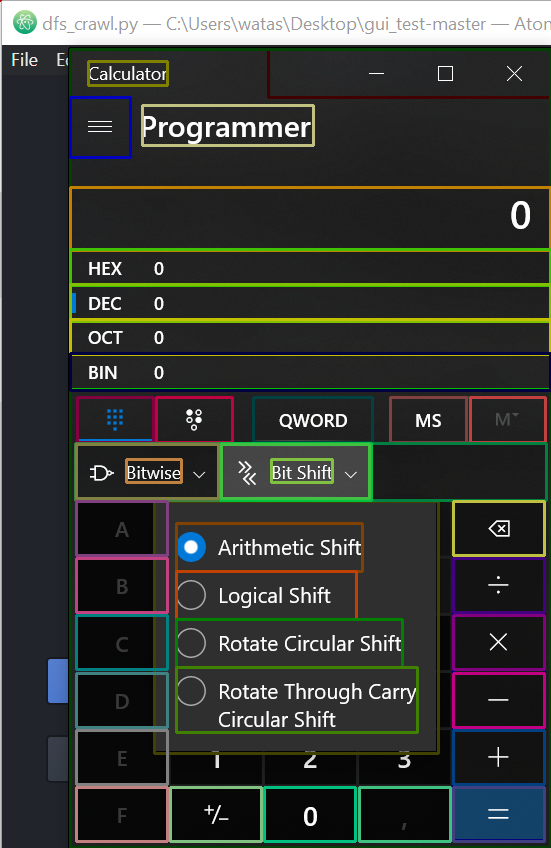 dfs_crawl.py — C:\Users\watas\Desktop\gui_test-master — Atom
File
Calculator
Programmer
0
HEX 0
DEC 0
OCT 0
BIN 0
QWORD MS M
Bitwise Bit Shift
A
Arithmetic Shift
B
Logical Shift
÷
C
Rotate Circular Shift
×
D
Rotate Through Carry
Circular Shift
−
E 1 2 3 +
F +/− 0 , =